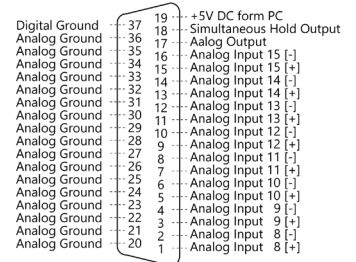 19 +5V DC form PC
Digital Ground 37 18 Simultaneous Hold Output
Analog Ground 36 17 Aalog Output
Analog Ground 35 16 Analog Input 15 [-]
Analog Ground 34 15 Analog Input 15 [+]
Analog Ground 33 14 Analog Input 14 [-]
Analog Ground 32 13 Analog Input 14 [+]
Analog Ground 31 12 Analog Input 13 [-]
Analog Ground 30 11 Analog Input 13 [+]
Analog Ground 29 10 Analog Input 12 [-]
Analog Ground 28 9 Analog Input 12 [+]
Analog Ground 27 8 Analog Input 11 [-]
Analog Ground 26 7 Analog Input 11 [+]
Analog Ground 25 6 Analog Input 10 [-]
Analog Ground 24 5 Analog Input 10 [+]
Analog Ground 23 4 Analog Input 9 [-]
Analog Ground 22 3 Analog Input 9 [+]
Analog Ground 21 2 Analog Input 8 [-]
Analog Ground 20 1 Analog Input 8 [+]